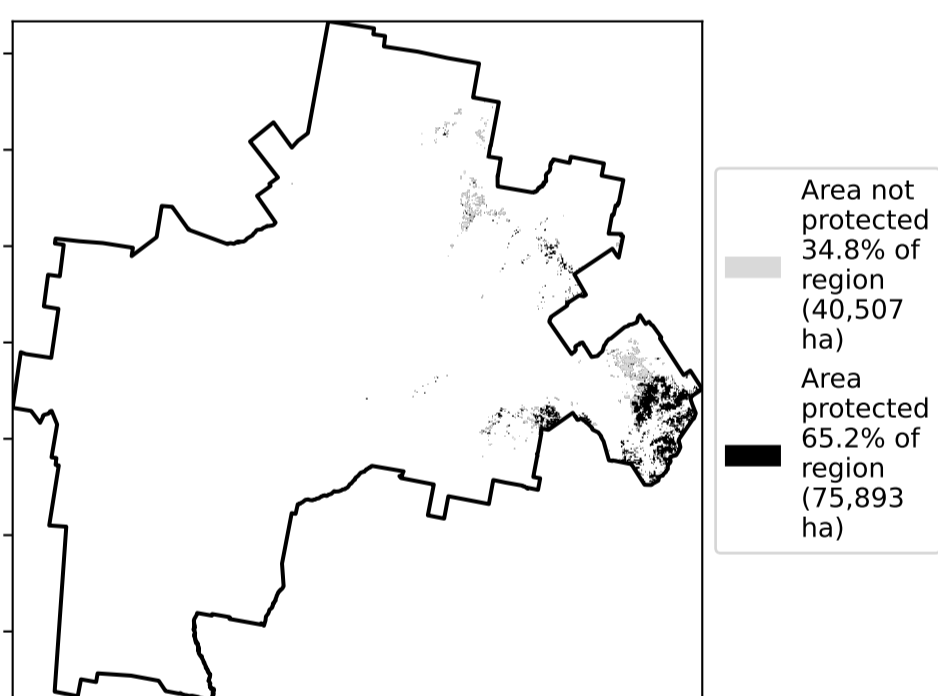 Area not
protected
34.8% of
region
(40,507
ha)
Area
protected
65.2% of
region
(75,893
ha)